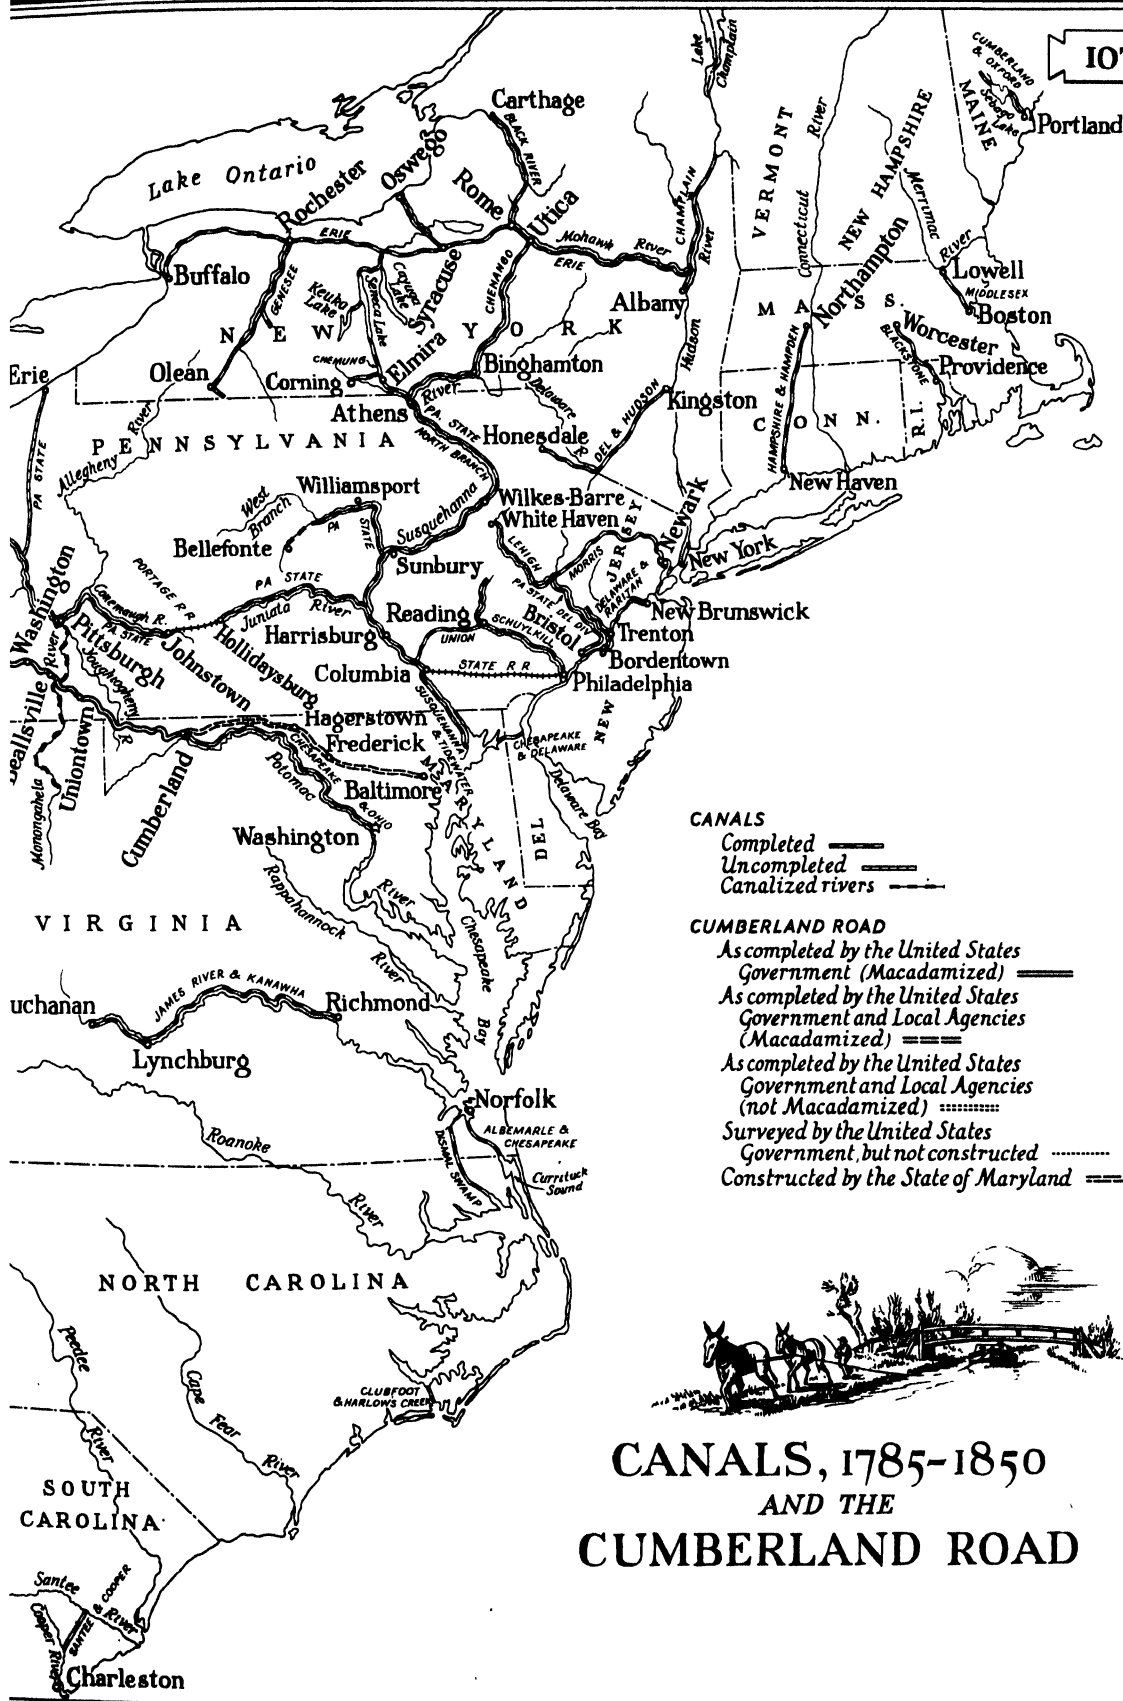 107
CUMBERLAND
& OXFORD
Sebago
Lake
Portland
MAINE
Lake
Champlain
VERMONT
Connecticut River
NEW HAMPSHIRE
Merrimac River
Carthage
BLACK RIVER
Lake Ontario
Rochester
Oswego
Rome
Utica
CHAMPLAIN
River
ERIE
Mohawk River
ERIE
Buffalo
GENESEE
Keuka
Lake
Seneca Lake
Cayuga
Lake
Syracuse
CHENANGO
Albany
Hudson
Northampton
Lowell
MIDDLESEX
Boston
MASS.
Worcester
BLACKSTONE
Providence
NEW YORK
Erie
Olean
CHEMUNG
Corning
Elmira
Binghamton
River
Athens
Delaware
R.
DEL & HUDSON
Kingston
HAMPSHIRE & HAMPDEN
CONN.
R.I.
New Haven
PA STATE
Allegheny River
PENNSYLVANIA
PA. STATE
NORTH BRANCH
Honesdale
Williamsport
West
Branch
PA STATE
Bellefonte
Susquehanna
Wilkes-Barre
White Haven
Sunbury
LEHIGH
MORRIS
JERSEY
Newark
New York
Washington
Conemaugh R.
PA STATE
PORTAGE R R
PA STATE
Juniata River
Reading
UNION
SCHUYLKILL
PA STATE DEL DIV
DELAWARE &
RARITAN
New Brunswick
Bristol
Trenton
Bordentown
Philadelphia
River
Pittsburgh
Youghiogheny
R
Johnstown
Hollidaysburg
Harrisburg
Columbia
STATE R R
Beallsville
Uniontown
Monongahela
Hagerstown
Frederick
SUSQUEHANNA
& TIDEWATER
CHESAPEAKE
& DELAWARE
NEW
Cumberland
CHESAPEAKE
& OHIO
Potomac
Baltimore
MARYLAND
Delaware Bay
DEL
Washington
River
Rappahannock
River
Chesapeake
Bay
VIRGINIA
uchanan
JAMES RIVER & KANAWHA
Richmond
Lynchburg
Norfolk
ALBEMARLE &
CHESAPEAKE
DISMAL SWAMP
Currituck
Sound
Roanoke
River
NORTH CAROLINA
Peedee
River
Cape
Fear
River
CLUBFOOT
& HARLOWS CREEK
SOUTH
CAROLINA
Santee
River
SANTEE & COOPER
Cooper River
Charleston
CANALS
Completed
Uncompleted
Canalized rivers
CUMBERLAND ROAD
As completed by the United States
Government (Macadamized)
As completed by the United States
Government and Local Agencies
(Macadamized)
As completed by the United States
Government and Local Agencies
(not Macadamized)
Surveyed by the United States
Government, but not constructed
Constructed by the State of Maryland
CANALS, 1785-1850
AND THE
CUMBERLAND ROAD